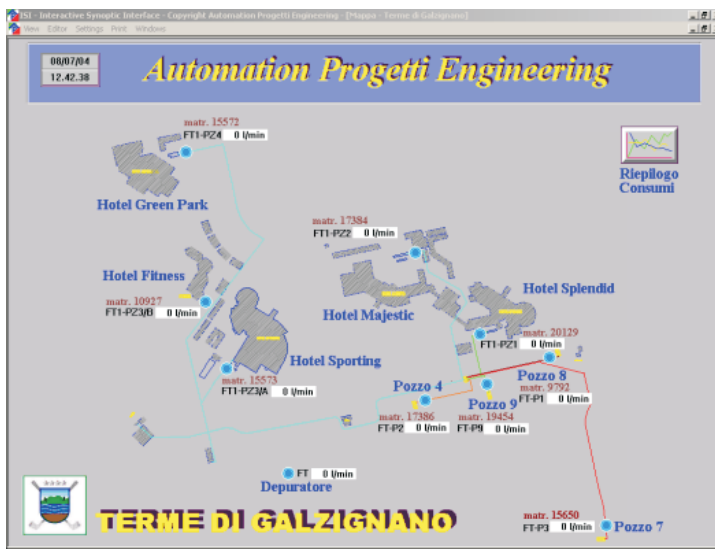 ISI - Interactive Synoptic Interface - Copyright Automation Progetti Engineering - [Mappa - Terme di Galzignano]
View Editor Settings Print Windows
08/07/04
12.42.38
Automation Progetti Engineering
matr. 15572
FT1-PZ4 0 l/min
Riepilogo
Consumi
Hotel Green Park
matr. 17384
FT1-PZ2 0 l/min
Hotel Fitness
Hotel Splendid
matr. 10927
FT1-PZ3/B 0 l/min
Hotel Majestic
matr. 20129
FT1-PZ1 0 l/min
Hotel Sporting
matr. 15573
FT1-PZ3/A 0 l/min
Pozzo 8
matr. 9792
FT-P1 0 l/min
Pozzo 4
Pozzo 9
matr. 17386
FT-P2 0 l/min
matr. 19454
FT-P9 0 l/min
FT 0 l/min
Depuratore
TERME DI GALZIGNANO
matr. 15650
FT-P3 0 l/min
Pozzo 7